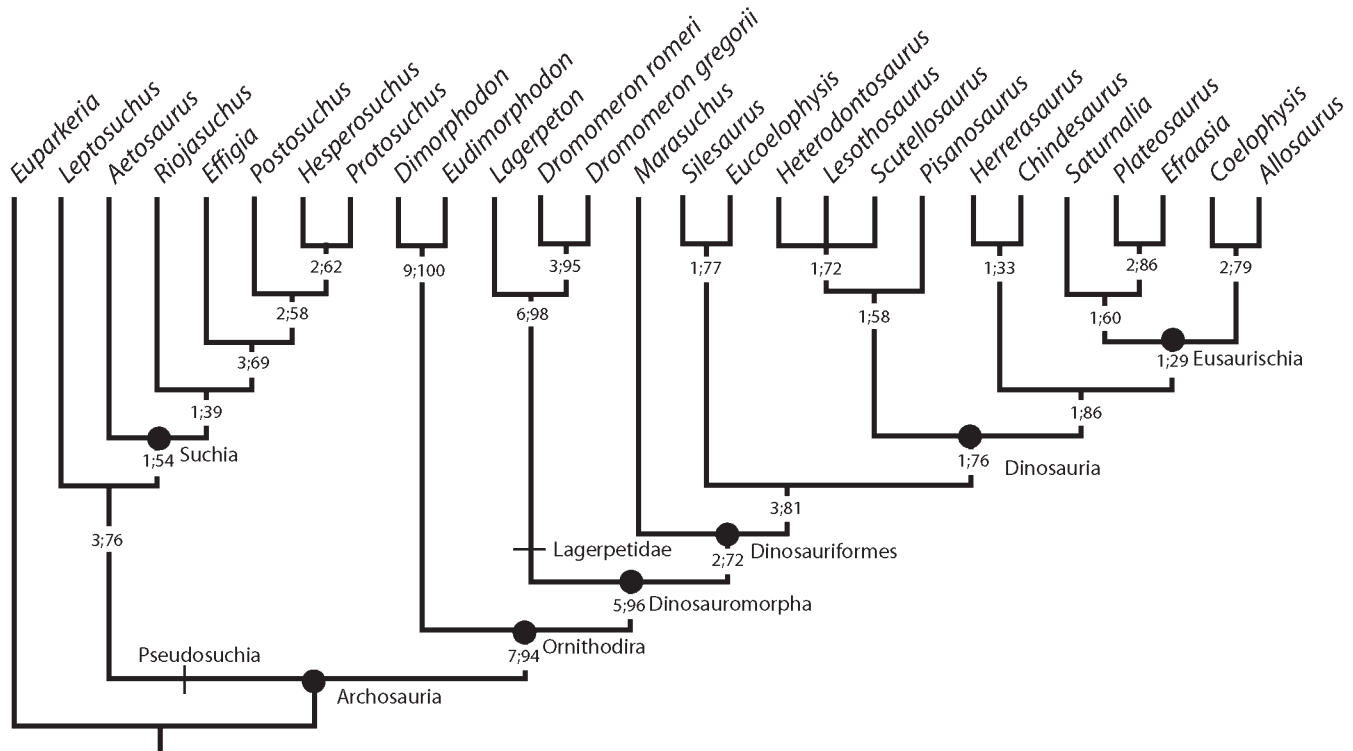 Euparkeria
Leptosuchus
Aetosaurus
Riojasuchus
Effigia
Postosuchus
Hesperosuchus
Protosuchus
Dimorphodon
Eudimorphodon
Lagerpeton
Dromomeron romeri
Dromomeron gregorii
Marasuchus
Silesaurus
Eucoelophysis
Heterodontosaurus
Lesothosaurus
Scutellosaurus
Pisanosaurus
Herrerasaurus
Chindesaurus
Saturnalia
Plateosaurus
Efraasia
Coelophysis
Allosaurus
2;62
9;100
3;95
1;77
1;72
1;33
2;86
2;79
2;58
6;98
1;58
1;60
3;69
1;29 Eusaurischia
1;39
1;86
1;54 Suchia
1;76 Dinosauria
3;81
3;76
Lagerpetidae
2;72 Dinosauriformes
5;96 Dinosauromorpha
7;94 Ornithodira
Pseudosuchia
Archosauria